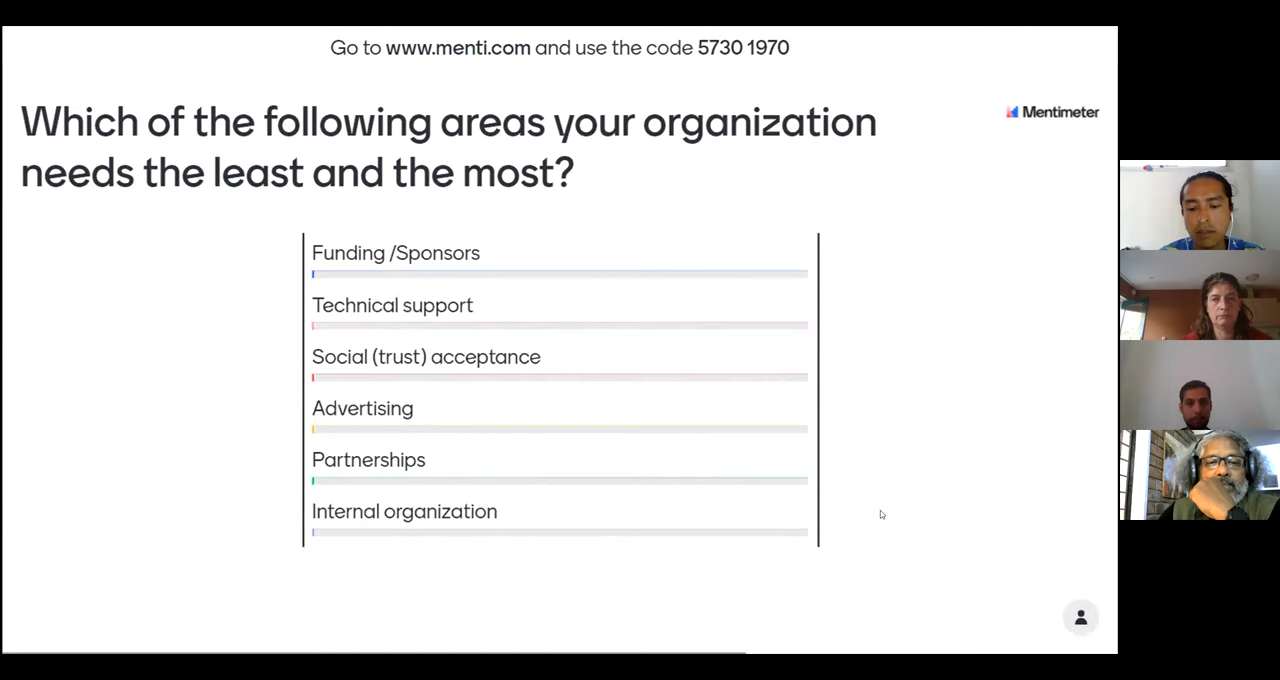 Go to www.menti.com and use the code 5730 1970
Which of the following areas your organization
needs the least and the most?
Mentimeter
Funding /Sponsors
Technical support
Social (trust) acceptance
Advertising
Partnerships
Internal organization